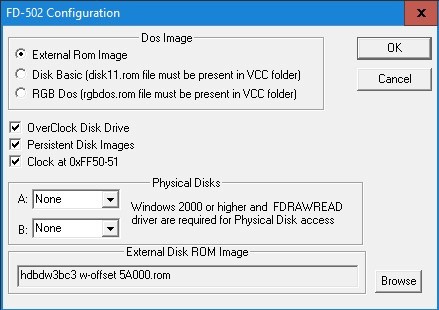 FD-502 Configuration
X
Dos Image
External Rom Image
OK
Disk Basic (disk11.rom file must be present in VCC folder)
Cancel
RGB Dos (rgbdos.rom file must be present in VCC folder)
OverClock Disk Drive
Persistent Disk Images
Clock at 0xFF50-51
Physical Disks
A: None
Windows 2000 or higher and FDRAWREAD
driver are required for Physical Disk access
B: None
External Disk ROM Image
hdbdw3bc3 w-offset 5A000.rom
Browse